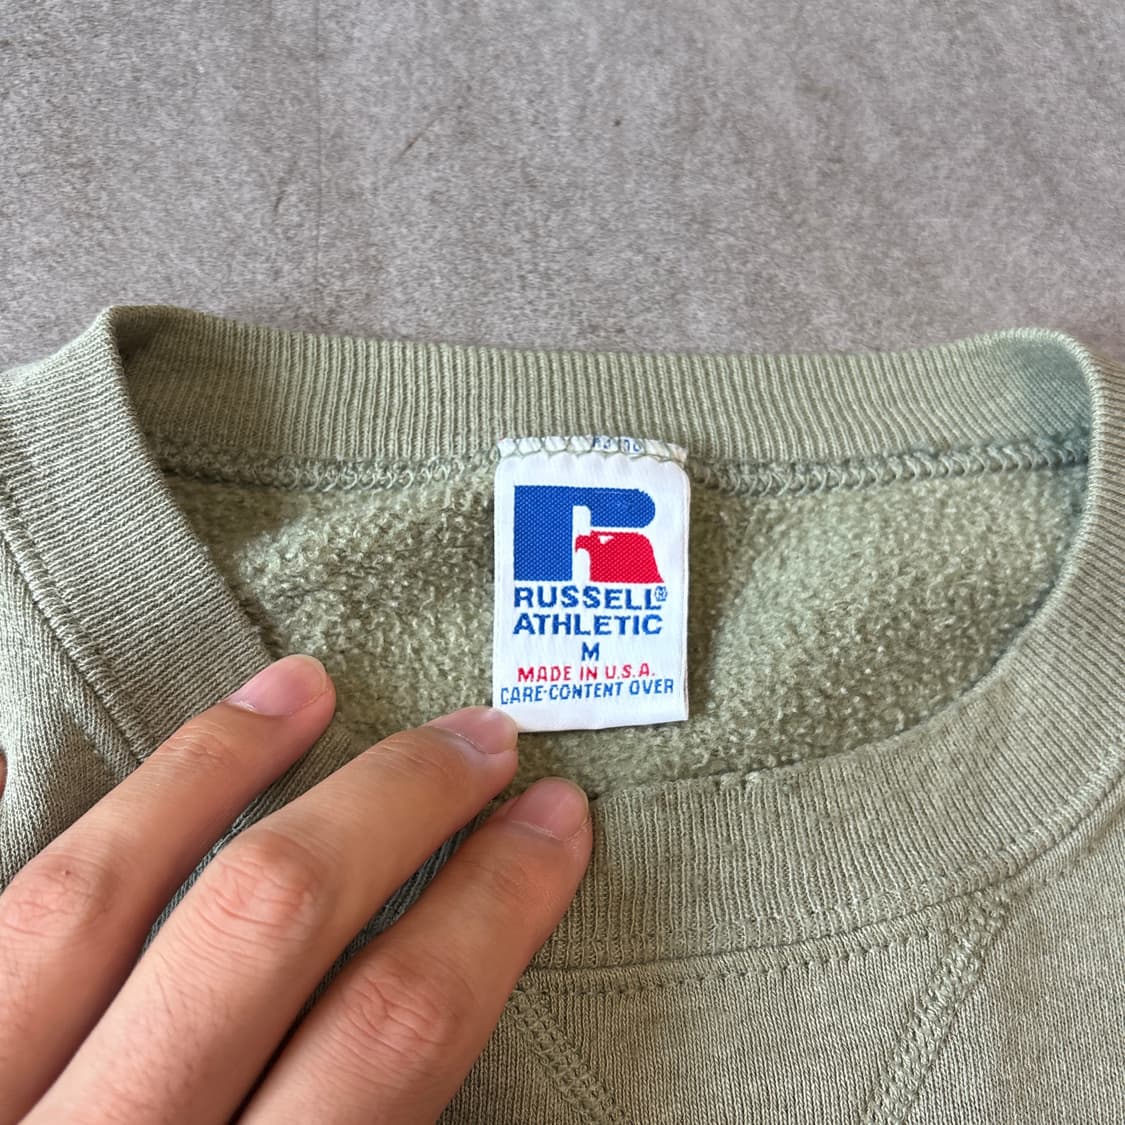 RUSSELL®
ATHLETIC
M
MADE IN U.S.A.
CARE-CONTENT OVER